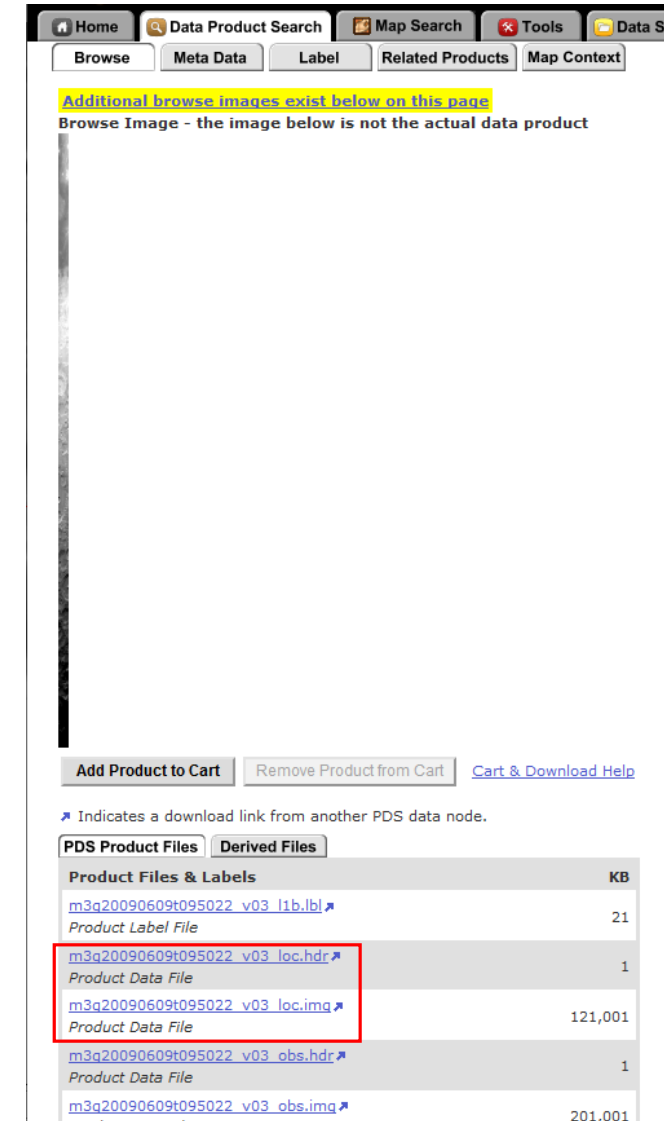 Home Data Product Search Map Search Tools Data S
Browse Meta Data Label Related Products Map Context
Additional browse images exist below on this page
Browse Image - the image below is not the actual data product
Add Product to Cart Remove Product from Cart Cart & Download Help
Indicates a download link from another PDS data node.
PDS Product Files Derived Files
Product Files & Labels KB
m3g20090609t095022_v03_l1b.lbl
Product Label File
21
m3g20090609t095022_v03_loc.hdr
Product Data File
1
m3g20090609t095022_v03_loc.img
Product Data File
121,001
m3g20090609t095022_v03_obs.hdr
Product Data File
1
m3g20090609t095022_v03_obs.img
201,001